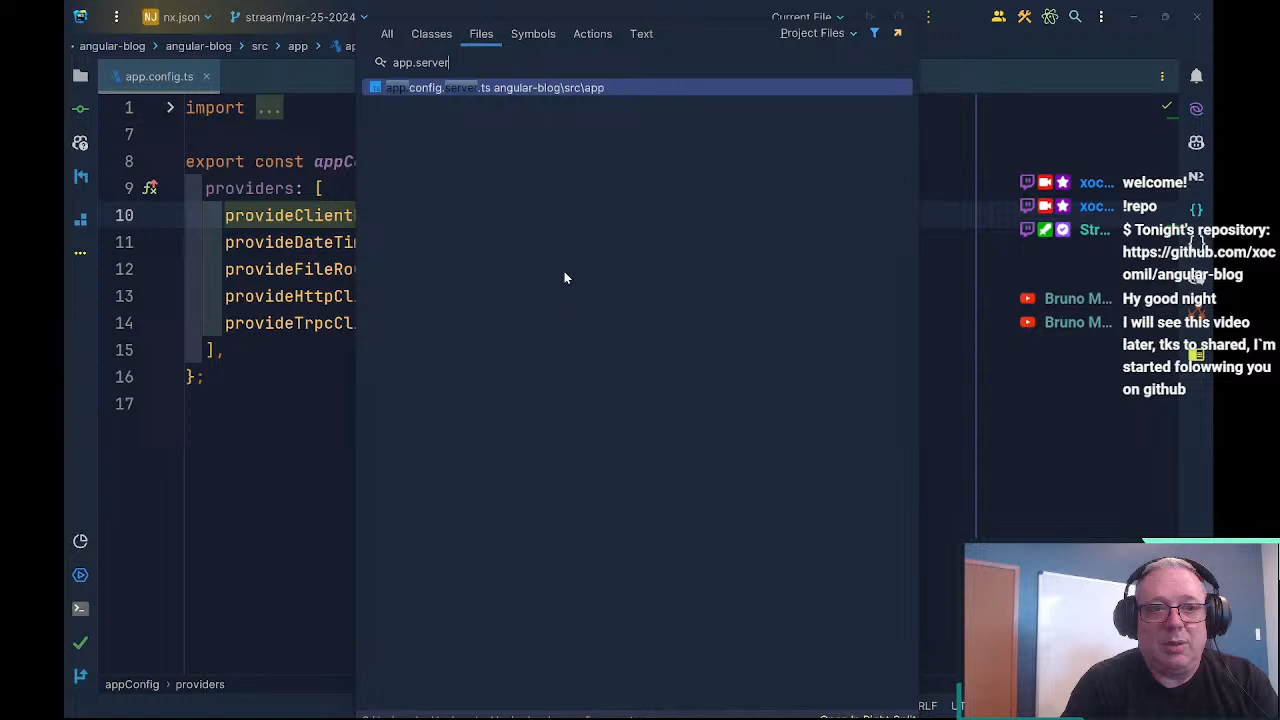 NJ nx.json stream/mar-25-2024 Current File
angular-blog angular-blog src app
app.config.ts
All Classes Files Symbols Actions Text Project Files
app.server
app.config.server.ts angular-blog\src\app
1 import ...
7
8 export const appC
9 providers: [
10 provideClient
11 provideDateTim
12 provideFileRo
13 provideHttpCl
14 provideTrpcCl
15 ],
16 };
17
xoc... welcome!
xoc... !repo
Str... $ Tonight's repository:
https://github.com/xoc
omil/angular-blog
Bruno M... Hy good night
Bruno M... I will see this video
later, tks to shared, I`m
started folowwing you
on github
appConfig providers